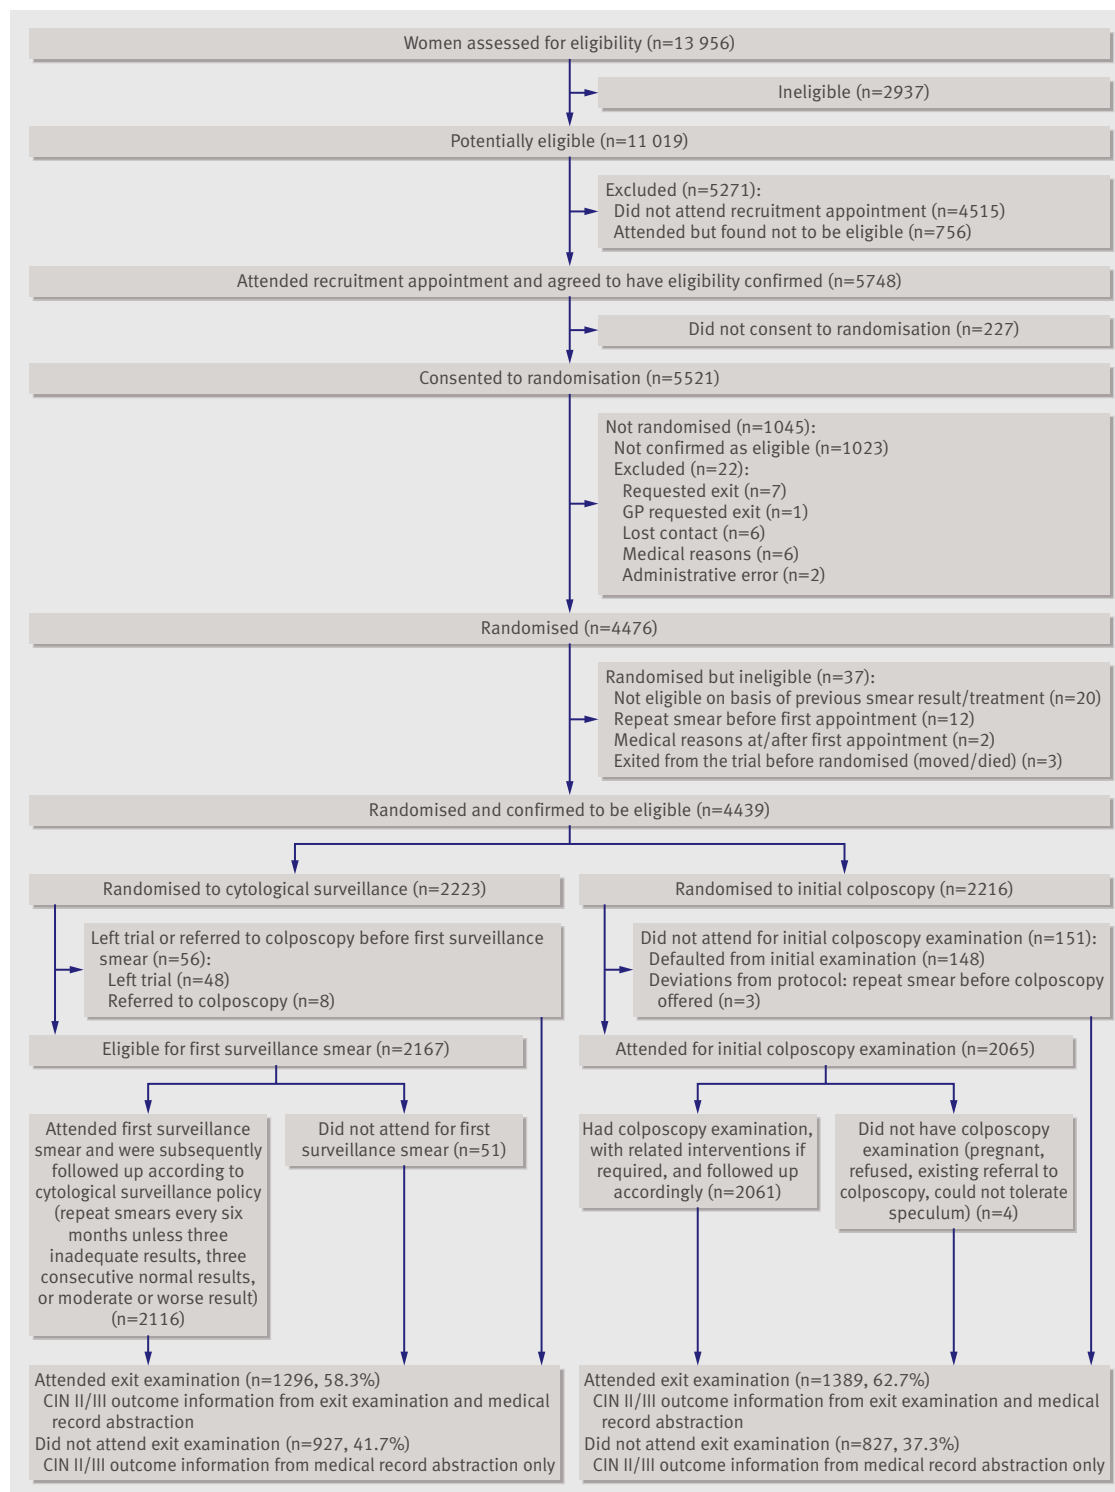 Women assessed for eligibility (n=13 956)
Ineligible (n=2937)
Potentially eligible (n=11 019)
Excluded (n=5271):
Did not attend recruitment appointment (n=4515)
Attended but found not to be eligible (n=756)
Attended recruitment appointment and agreed to have eligibility confirmed (n=5748)
Did not consent to randomisation (n=227)
Consented to randomisation (n=5521)
Not randomised (n=1045):
Not confirmed as eligible (n=1023)
Excluded (n=22):
Requested exit (n=7)
GP requested exit (n=1)
Lost contact (n=6)
Medical reasons (n=6)
Administrative error (n=2)
Randomised (n=4476)
Randomised but ineligible (n=37):
Not eligible on basis of previous smear result/treatment (n=20)
Repeat smear before first appointment (n=12)
Medical reasons at/after first appointment (n=2)
Exited from the trial before randomised (moved/died) (n=3)
Randomised and confirmed to be eligible (n=4439)
Randomised to cytological surveillance (n=2223)
Left trial or referred to colposcopy before first surveillance
smear (n=56):
Left trial (n=48)
Referred to colposcopy (n=8)
Eligible for first surveillance smear (n=2167)
Attended first surveillance
smear and were subsequently
followed up according to
cytological surveillance policy
(repeat smears every six
months unless three
inadequate results, three
consecutive normal results,
or moderate or worse result)
(n=2116)
Did not attend for first
surveillance smear (n=51)
Attended exit examination (n=1296, 58.3%)
CIN II/III outcome information from exit examination and medical
record abstraction
Did not attend exit examination (n=927, 41.7%)
CIN II/III outcome information from medical record abstraction only
Randomised to initial colposcopy (n=2216)
Did not attend for initial colposcopy examination (n=151):
Defaulted from initial examination (n=148)
Deviations from protocol: repeat smear before colposcopy
offered (n=3)
Attended for initial colposcopy examination (n=2065)
Had colposcopy examination,
with related interventions if
required, and followed up
accordingly (n=2061)
Did not have colposcopy
examination (pregnant,
refused, existing referral to
colposcopy, could not tolerate
speculum) (n=4)
Attended exit examination (n=1389, 62.7%)
CIN II/III outcome information from exit examination and medical
record abstraction
Did not attend exit examination (n=827, 37.3%)
CIN II/III outcome information from medical record abstraction only